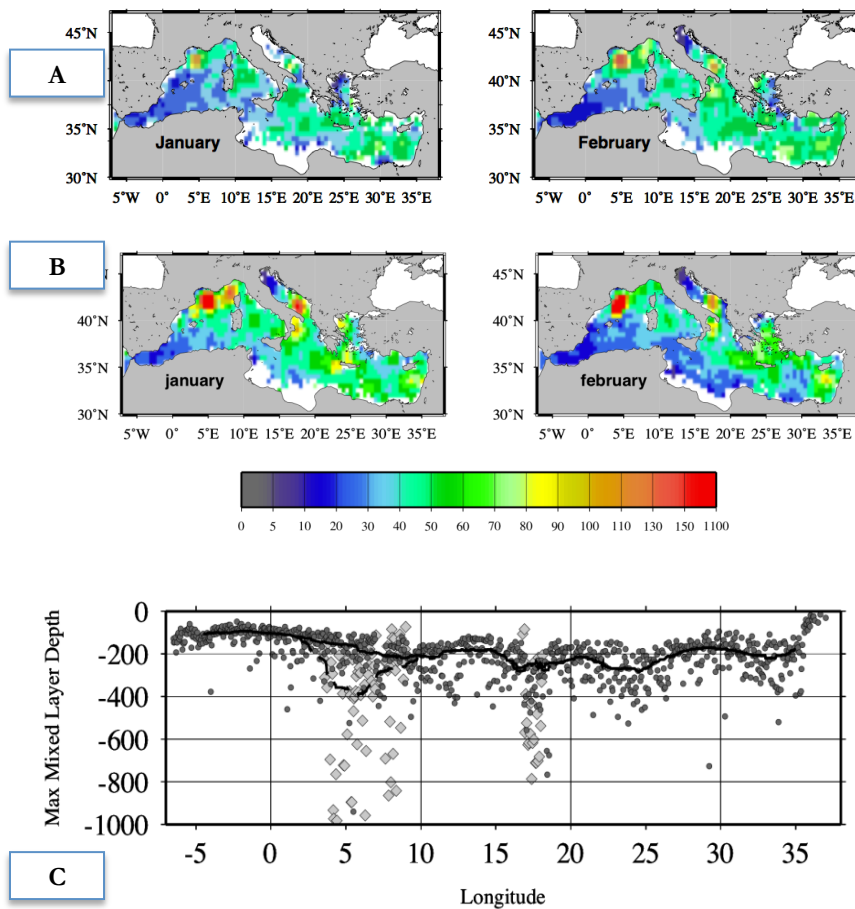 A
45°N
40°N
35°N
30°N
January
5°W 0° 5°E 10°E 15°E 20°E 25°E 30°E 35°E
45°N
40°N
35°N
30°N
February
5°W 0° 5°E 10°E 15°E 20°E 25°E 30°E 35°E
B
45°N
40°N
35°N
30°N
january
5°W 0° 5°E 10°E 15°E 20°E 25°E 30°E 35°E
45°N
40°N
35°N
30°N
february
5°W 0° 5°E 10°E 15°E 20°E 25°E 30°E 35°E
0 5 10 20 30 40 50 60 70 80 90 100 110 130 150 1100
Max Mixed Layer Depth
0
-200
-400
-600
-800
-1000
-5 0 5 10 15 20 25 30 35
C
Longitude